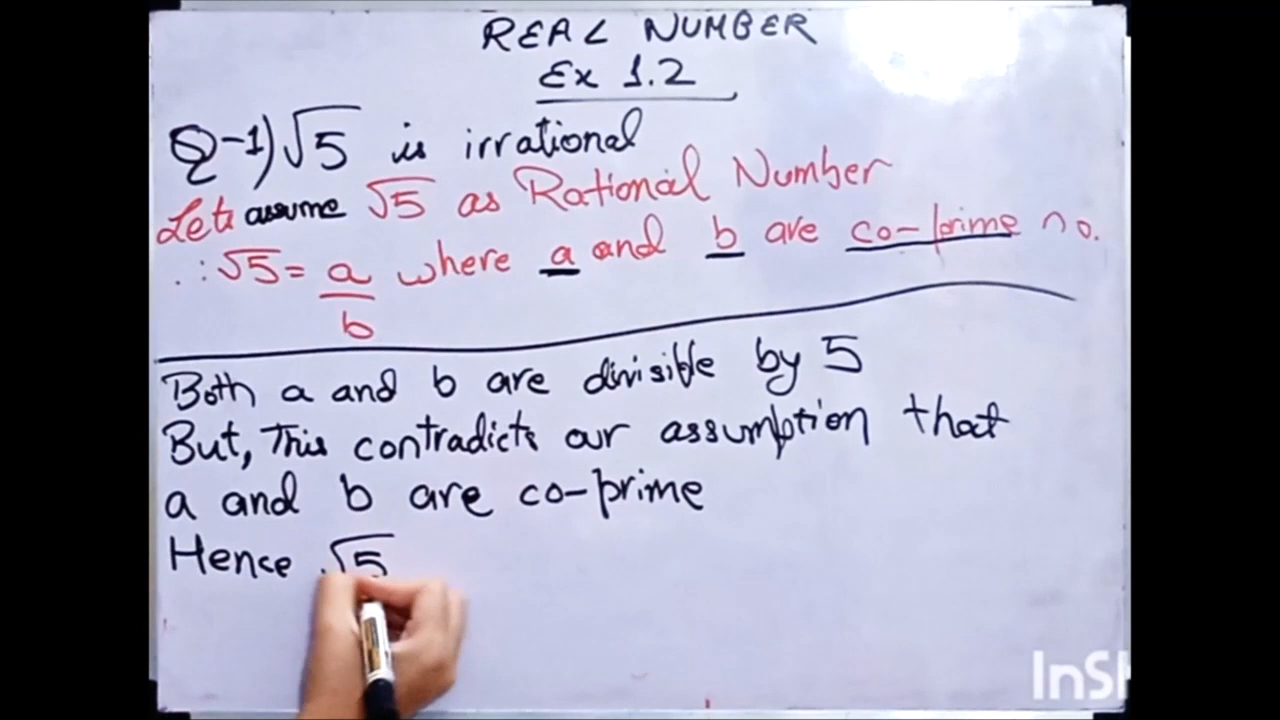 REAL NUMBER
Ex 1.2
Q-1) √5 is irrational
Lets assume √5 as Rational Number
∴ √5 = a/b where a and b are co-prime no.
Both a and b are divisible by 5
But, This contradicts our assumption that
a and b are co-prime
Hence √5
InSh